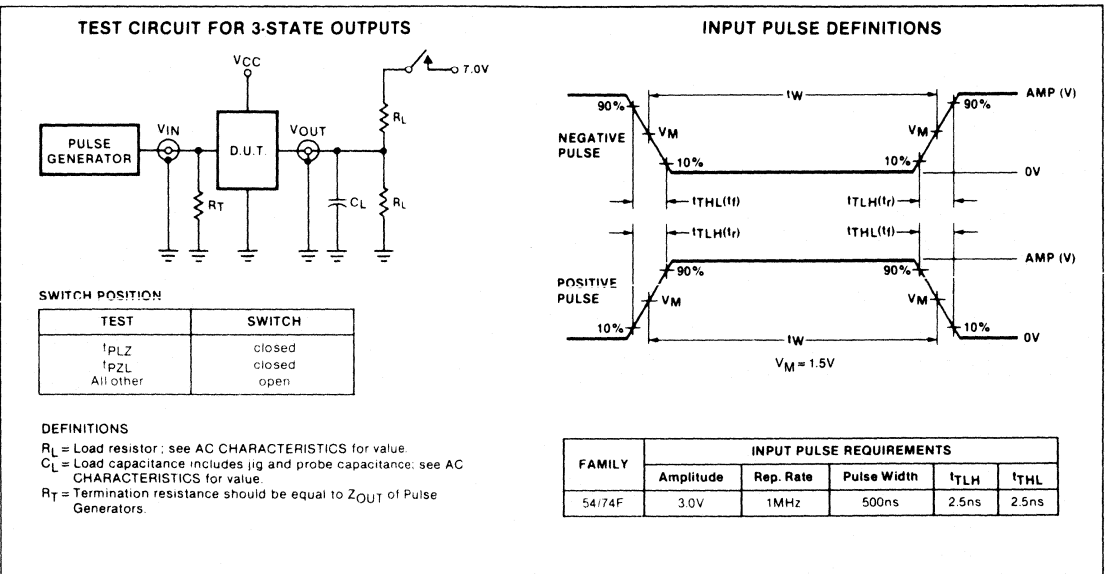 TEST CIRCUIT FOR 3-STATE OUTPUTS
VCC
7.0V
RL
PULSE GENERATOR
VIN
D.U.T.
VOUT
RT
CL
RL
SWITCH POSITION
TEST SWITCH
tPLZ closed
tPZL closed
All other open
DEFINITIONS
RL = Load resistor; see AC CHARACTERISTICS for value.
CL = Load capacitance includes jig and probe capacitance; see AC
CHARACTERISTICS for value.
RT = Termination resistance should be equal to ZOUT of Pulse
Generators.
INPUT PULSE DEFINITIONS
NEGATIVE
PULSE
90% tW 90% AMP (V)
VM VM
10% 10% 0V
tTHL(tf) tTLH(tr)
tTLH(tr) tTHL(tf)
POSITIVE
PULSE
90% 90% AMP (V)
VM VM
10% tW 10% 0V
VM = 1.5V
FAMILY INPUT PULSE REQUIREMENTS
Amplitude Rep. Rate Pulse Width tTLH tTHL
54/74F 3.0V 1MHz 500ns 2.5ns 2.5ns